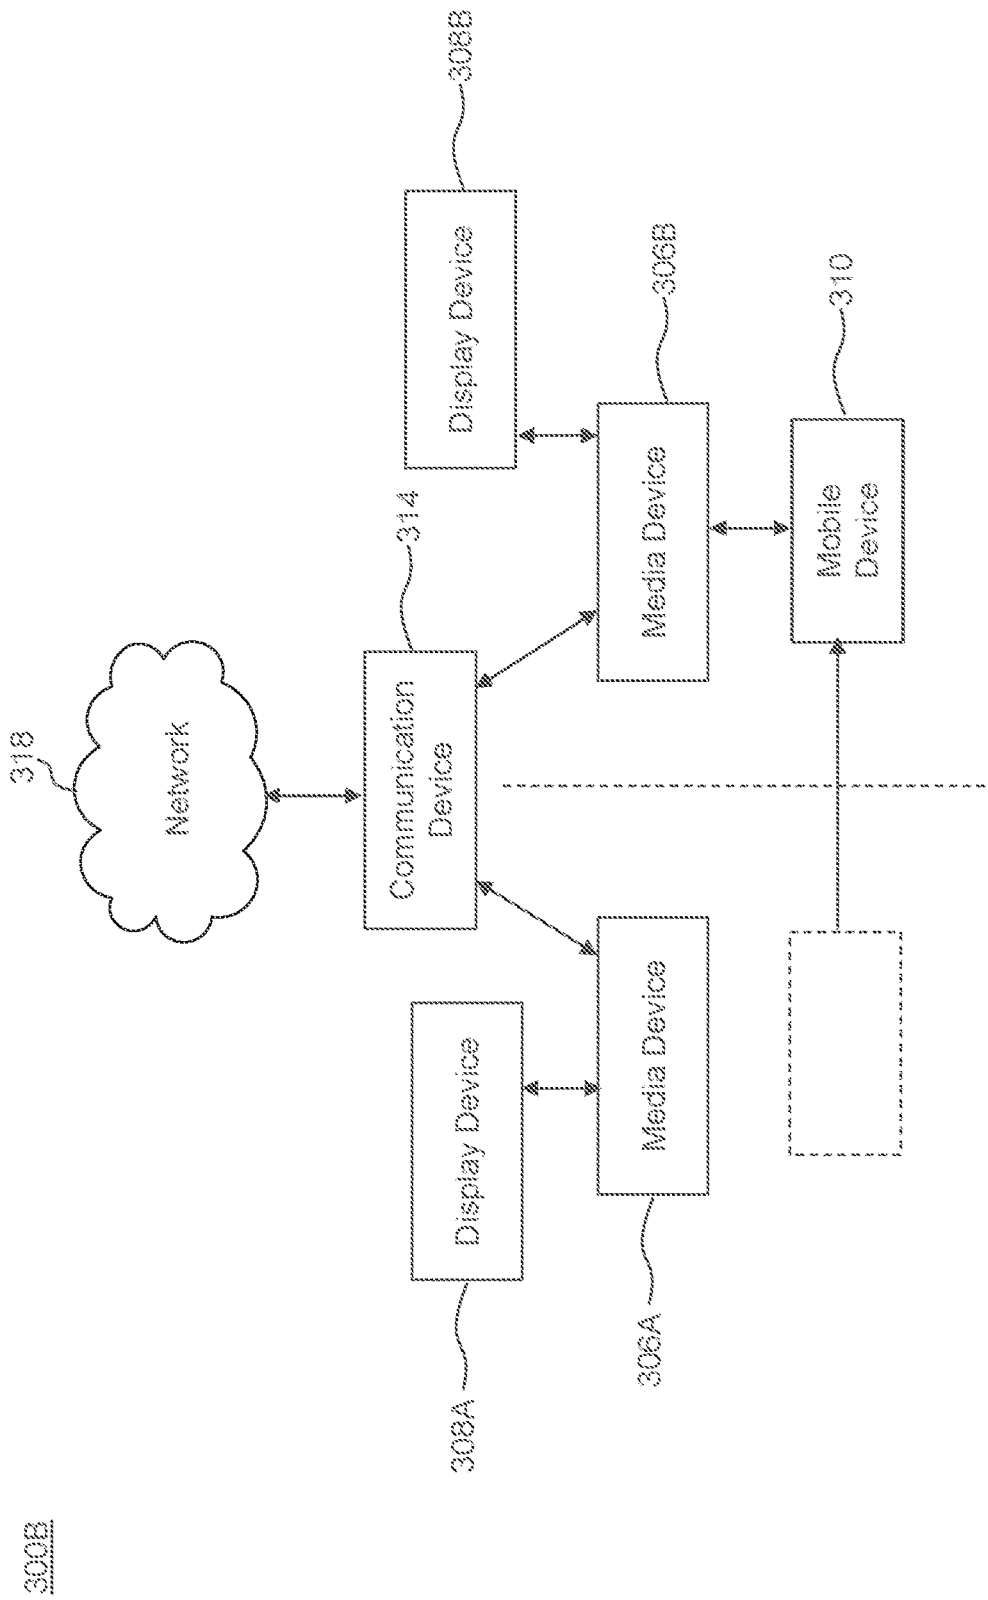 300B
318
Network
314
Communication
Device
308A
Display Device
308B
Display Device
306A
Media Device
306B
Media Device
310
Mobile
Device